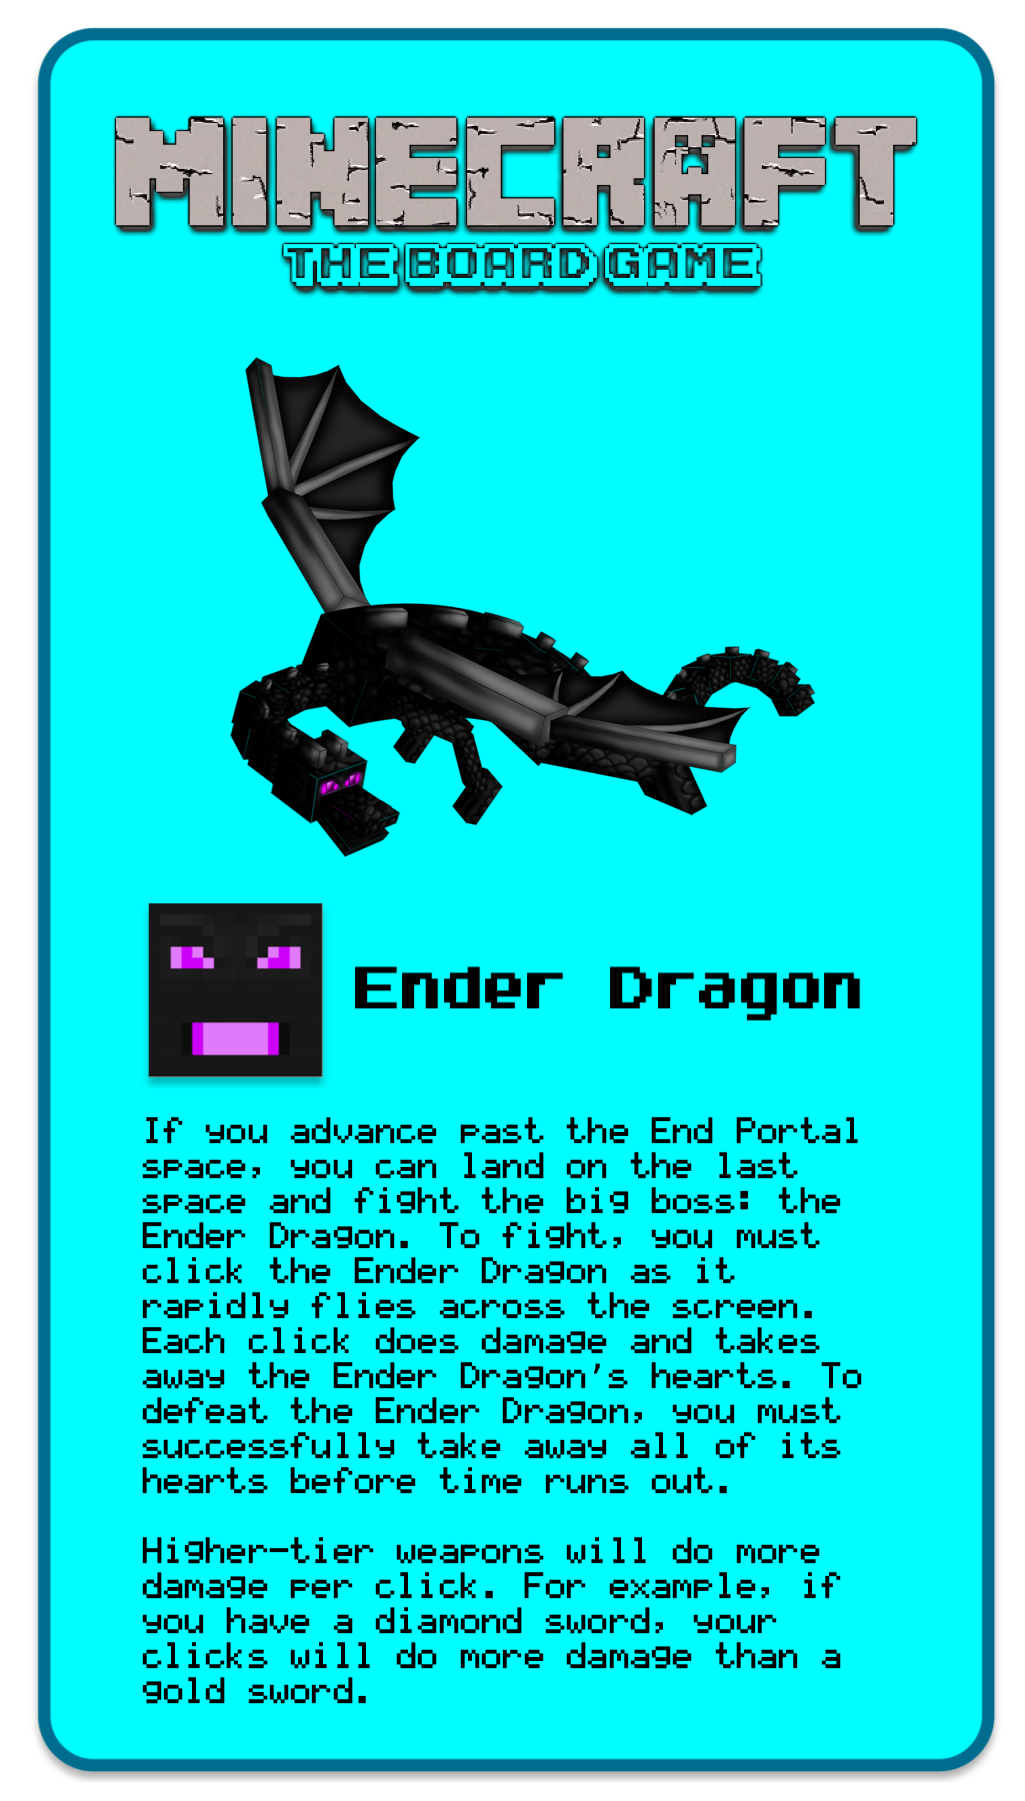 MINECRAFT
THE BOARD GAME
Ender Dragon
If you advance past the End Portal
space, you can land on the last
space and fight the big boss: the
Ender Dragon. To fight, you must
click the Ender Dragon as it
rapidly flies across the screen.
Each click does damage and takes
away the Ender Dragon's hearts. To
defeat the Ender Dragon, you must
successfully take away all of its
hearts before time runs out.
Higher-tier weapons will do more
damage per click. For example, if
you have a diamond sword, your
clicks will do more damage than a
gold sword.